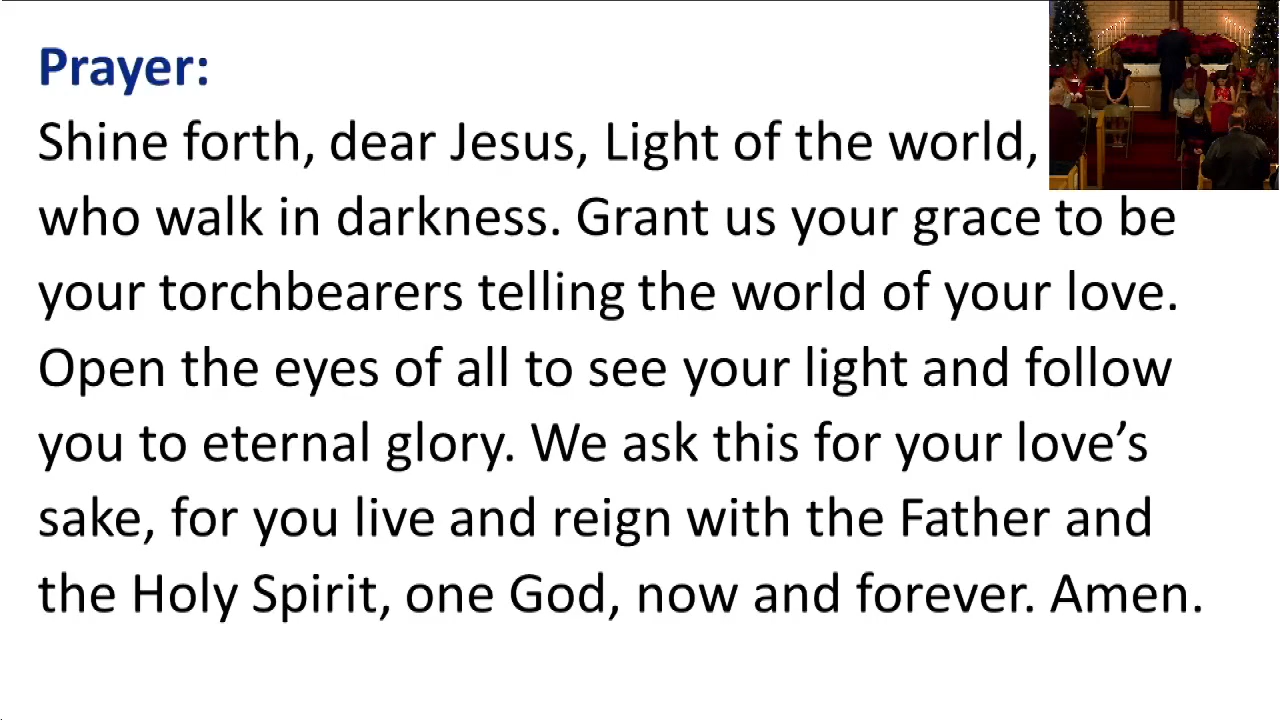 Prayer:
Shine forth, dear Jesus, Light of the world,
who walk in darkness. Grant us your grace to be
your torchbearers telling the world of your love.
Open the eyes of all to see your light and follow
you to eternal glory. We ask this for your love’s
sake, for you live and reign with the Father and
the Holy Spirit, one God, now and forever. Amen.